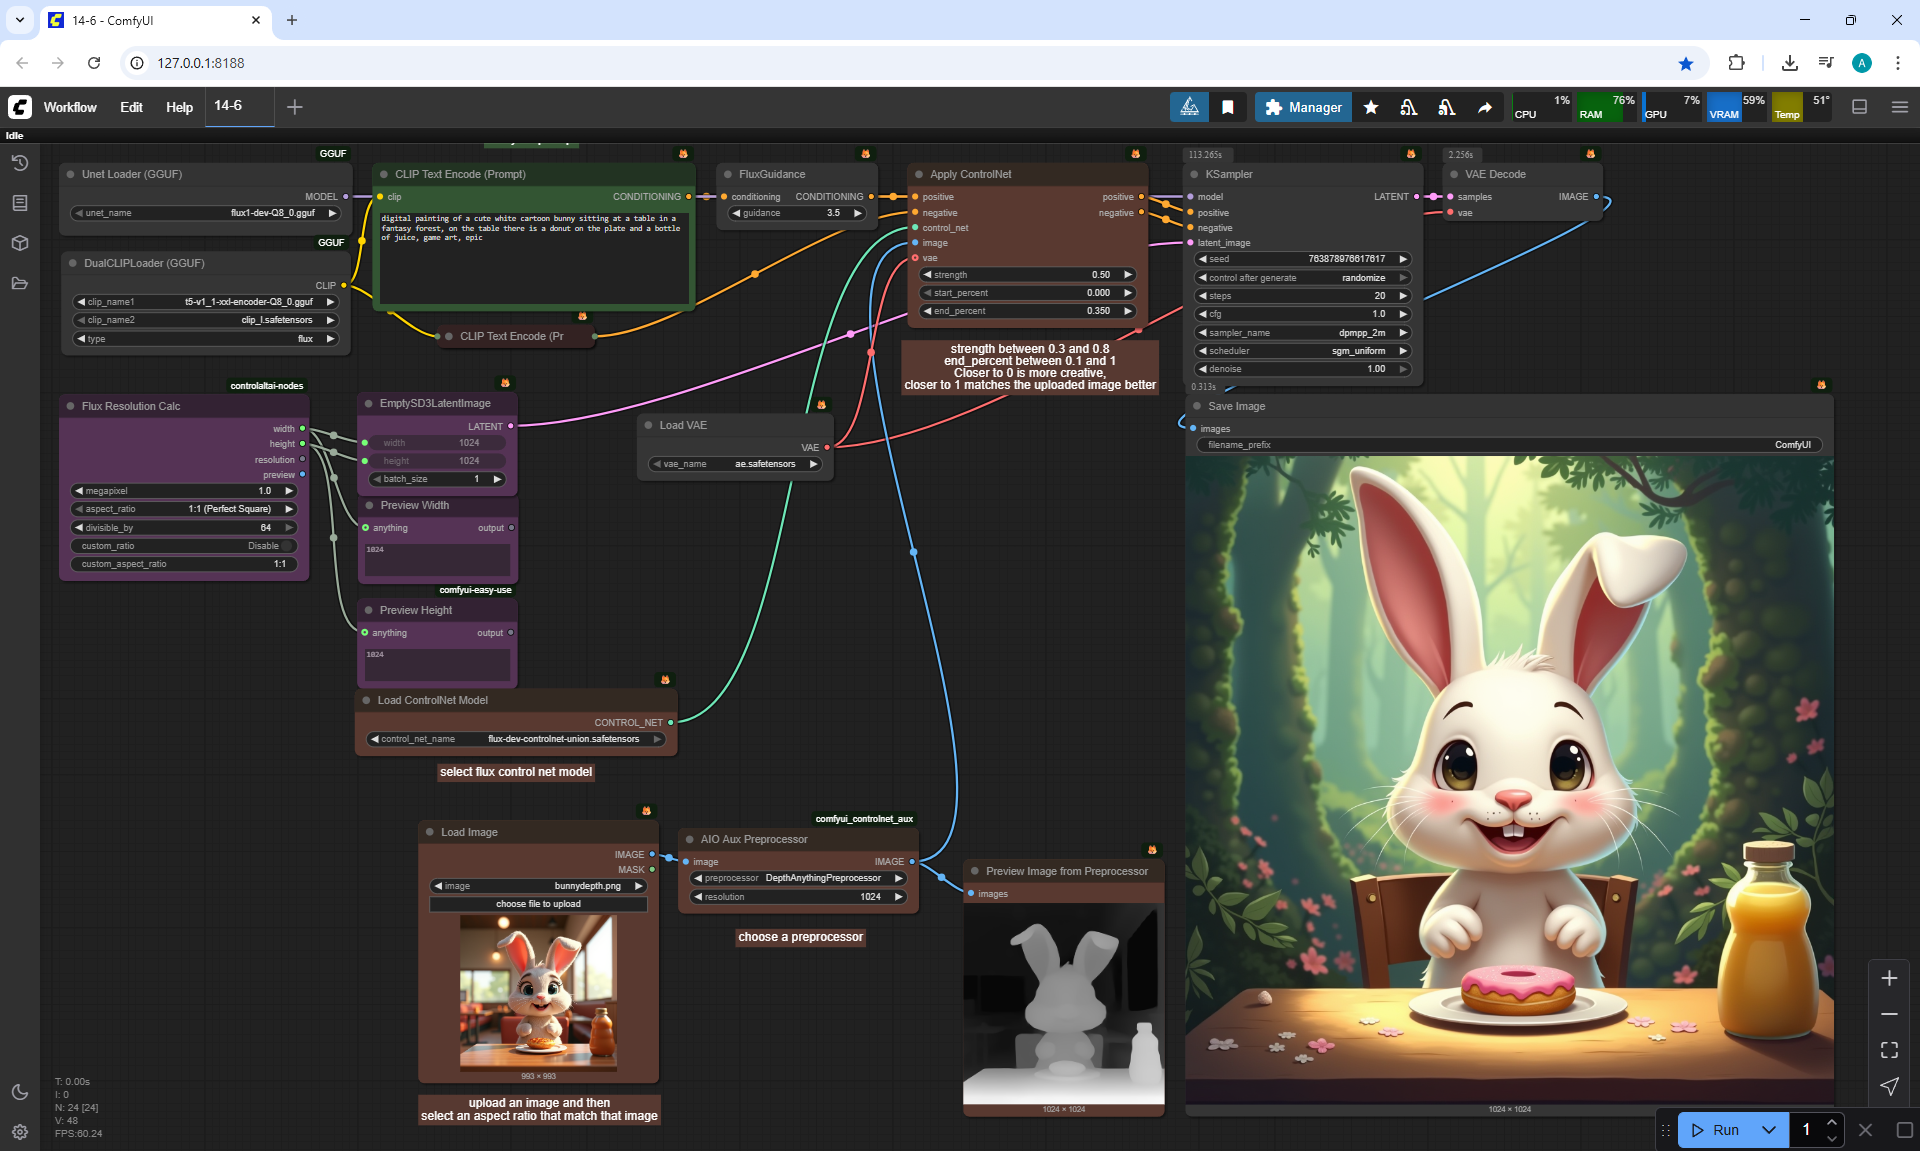 14-6 - ComfyUI
127.0.0.1:8188
A
Workflow Edit Help 14-6
Manager
CPU 1% RAM 76% GPU 7% VRAM 59% Temp 51°
Idle
GGUF
Unet Loader (GGUF)
MODEL
unet_name flux1-dev-Q8_0.gguf
GGUF
DualCLIPLoader (GGUF)
CLIP
clip_name1 t5-v1_1-xxl-encoder-Q8_0.gguf
clip_name2 clip_l.safetensors
type flux
CLIP Text Encode (Prompt)
clip CONDITIONING
digital painting of a cute white cartoon bunny sitting at a table in a
fantasy forest, on the table there is a donut on the plate and a bottle
of juice, game art, epic
CLIP Text Encode (Pr
FluxGuidance
conditioning CONDITIONING
guidance 3.5
Apply ControlNet
positive positive
negative negative
control_net
image
vae
strength 0.50
start_percent 0.000
end_percent 0.350
strength between 0.3 and 0.8
end_percent between 0.1 and 1
Closer to 0 is more creative,
closer to 1 matches the uploaded image better
113.265s
KSampler
model LATENT
positive
negative
latent_image
seed 763878976617617
control after generate randomize
steps 20
cfg 1.0
sampler_name dpmpp_2m
scheduler sgm_uniform
denoise 1.00
2.256s
VAE Decode
samples IMAGE
vae
controlaltai-nodes
Flux Resolution Calc
width
height
resolution
preview
megapixel 1.0
aspect_ratio 1:1 (Perfect Square)
divisible_by 64
custom_ratio Disable
custom_aspect_ratio 1:1
EmptySD3LatentImage
LATENT
width 1024
height 1024
batch_size 1
Preview Width
anything output
1024
comfyui-easy-use
Preview Height
anything output
1024
Load VAE
VAE
vae_name ae.safetensors
Load ControlNet Model
CONTROL_NET
control_net_name flux-dev-controlnet-union.safetensors
select flux control net model
Load Image
IMAGE
MASK
image bunnydepth.png
choose file to upload
993 × 993
upload an image and then
select an aspect ratio that match that image
comfyui_controlnet_aux
AIO Aux Preprocessor
image IMAGE
preprocessor DepthAnythingPreprocessor
resolution 1024
choose a preprocessor
Preview Image from Preprocessor
images
1024 × 1024
0.313s
Save Image
images
filename_prefix ComfyUI
1024 × 1024
T: 0.00s
I: 0
N: 24 [24]
V: 48
FPS:60.24
Run 1